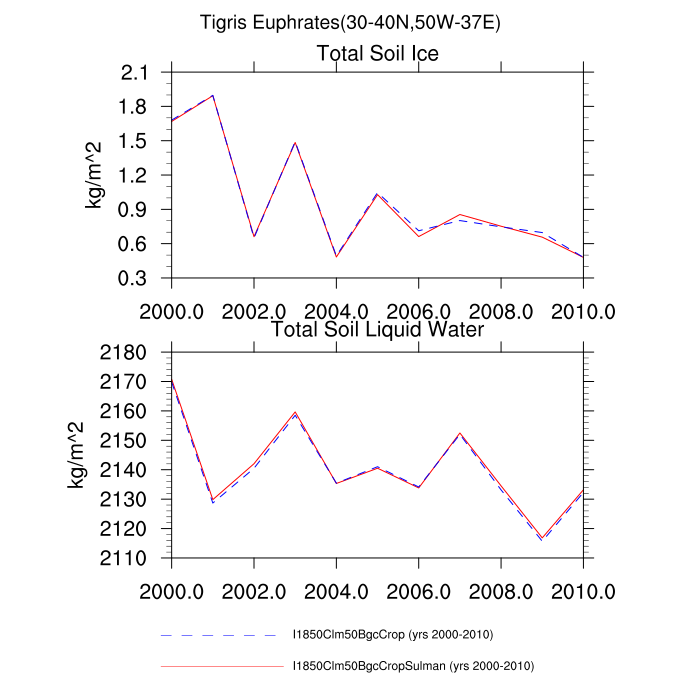 Tigris Euphrates(30-40N,50W-37E)
Total Soil Ice
2.1
1.8
1.5
1.2
0.9
0.6
0.3
kg/m^2
2000.0 2002.0 2004.0 2006.0 2008.0 2010.0
Total Soil Liquid Water
2180
2170
2160
2150
2140
2130
2120
2110
kg/m^2
2000.0 2002.0 2004.0 2006.0 2008.0 2010.0
I1850Clm50BgcCrop (yrs 2000-2010)
I1850Clm50BgcCropSulman (yrs 2000-2010)